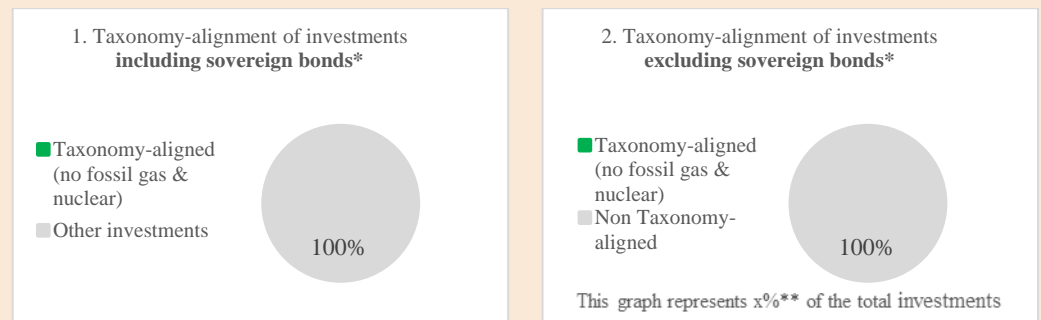 1. Taxonomy-alignment of investments
including sovereign bonds*
Taxonomy-aligned
(no fossil gas &
nuclear)
Other investments
100%
2. Taxonomy-alignment of investments
excluding sovereign bonds*
Taxonomy-aligned
(no fossil gas &
nuclear)
Non Taxonomy-
aligned
100%
This graph represents x%** of the total investments